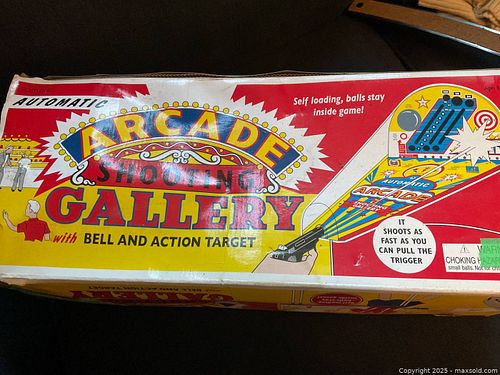 AUTOMATIC
ARCADE
SHOOTING
GALLERY
with BELL AND ACTION TARGET
Self loading, balls stay
inside game!
AUTOMATIC
ARCADE
IT
SHOOTS AS
FAST AS YOU
CAN PULL THE
TRIGGER
CHOKING
small balls. Not for
GALLERY
Copyright 2025 - maxsold.com